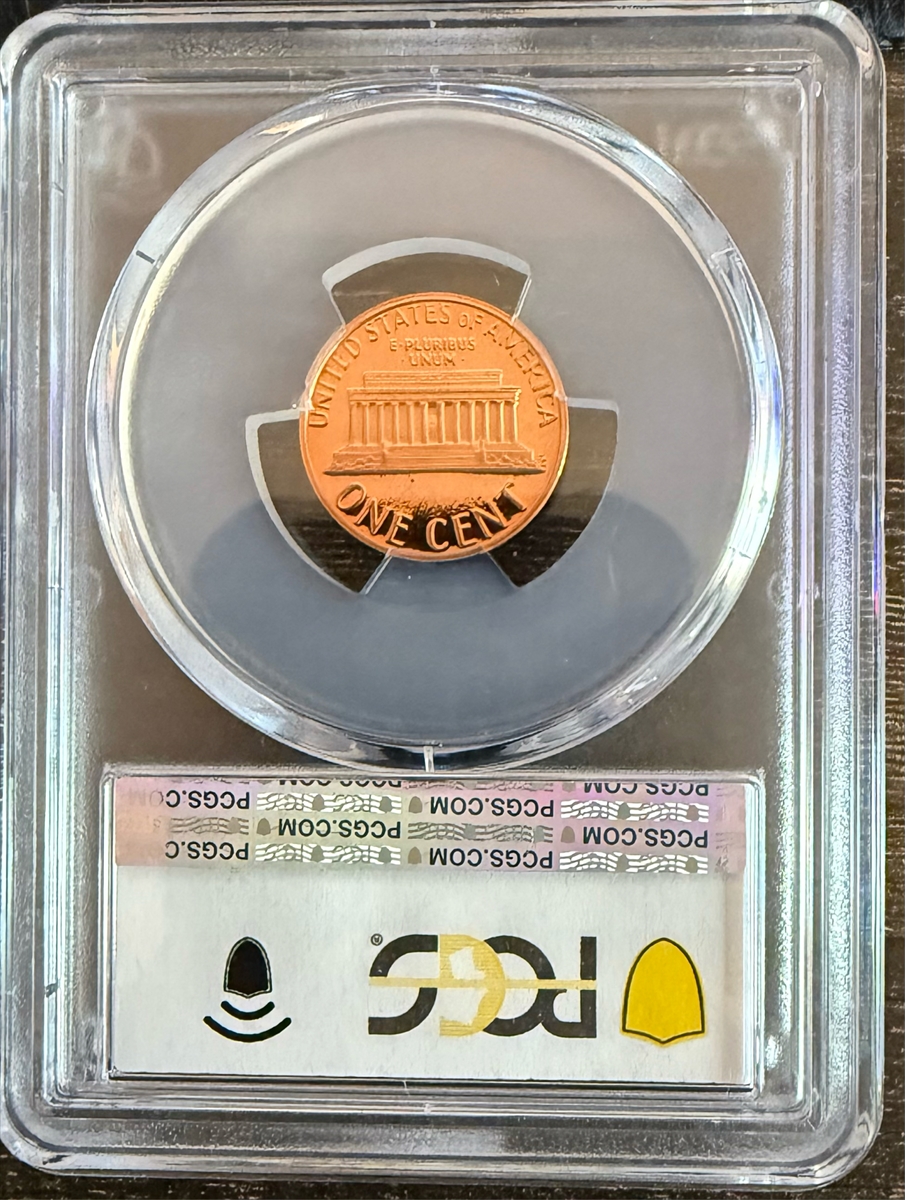 UNITED STATES OF AMERICA
E·PLURIBUS
·UNUM·
ONE CENT
PCGS.COM
PCGS.COM
PCGS.COM PCGS.COM
PCGS.C PCGS.COM PCGS.COM
PCGS ®